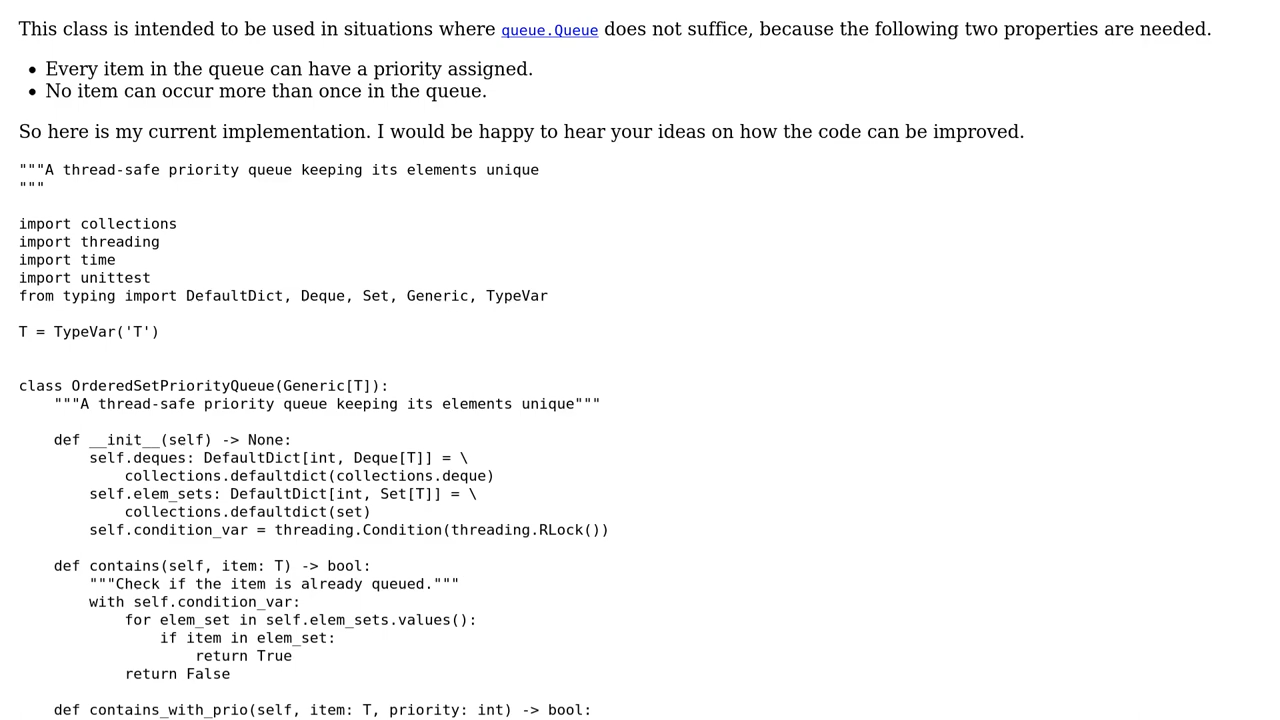 This class is intended to be used in situations where queue.Queue does not suffice, because the following two properties are needed.
• Every item in the queue can have a priority assigned.
• No item can occur more than once in the queue.
So here is my current implementation. I would be happy to hear your ideas on how the code can be improved.
"""A thread-safe priority queue keeping its elements unique
"""
import collections
import threading
import time
import unittest
from typing import DefaultDict, Deque, Set, Generic, TypeVar
T = TypeVar('T')
class OrderedSetPriorityQueue(Generic[T]):
    """A thread-safe priority queue keeping its elements unique"""
    def __init__(self) -> None:
        self.deques: DefaultDict[int, Deque[T]] = \
            collections.defaultdict(collections.deque)
        self.elem_sets: DefaultDict[int, Set[T]] = \
            collections.defaultdict(set)
        self.condition_var = threading.Condition(threading.RLock())
    def contains(self, item: T) -> bool:
        """Check if the item is already queued."""
        with self.condition_var:
            for elem_set in self.elem_sets.values():
                if item in elem_set:
                    return True
            return False
    def contains_with_prio(self, item: T, priority: int) -> bool: